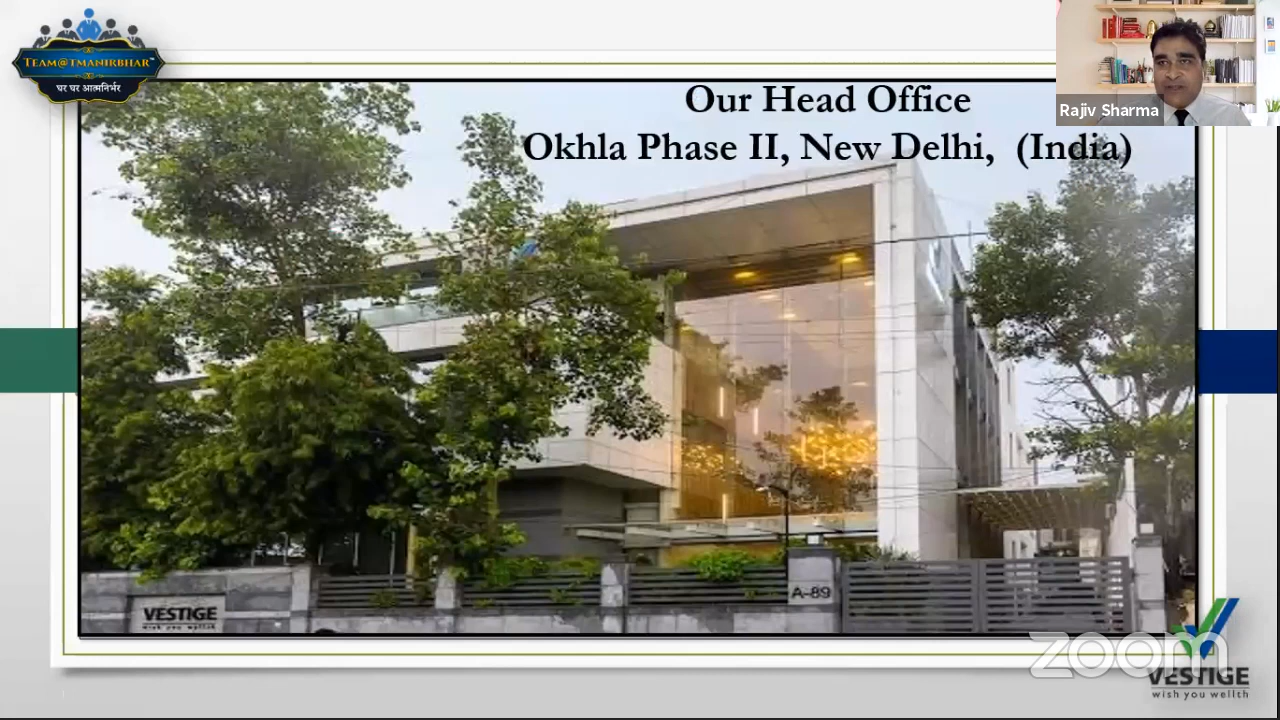 TEAM@TMANIRBHAR™
घर घर आत्मनिर्भर
Our Head Office
Okhla Phase II, New Delhi, (India)
Rajiv Sharma
A-89
VESTIGE
wish you wellth
zoom
VESTIGE
wish you wellth